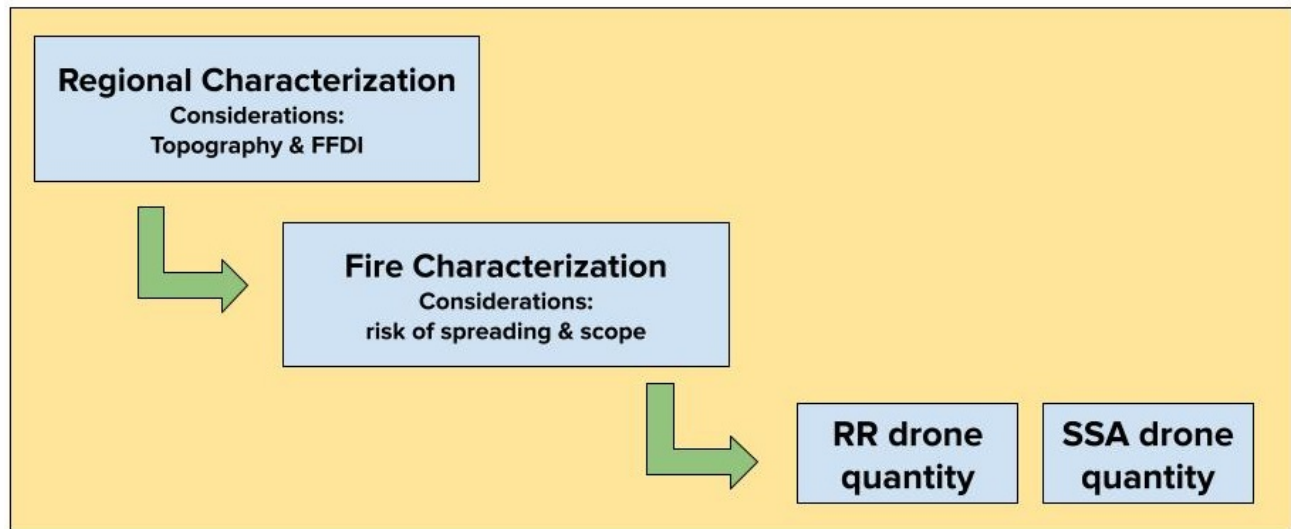 Regional Characterization
Considerations:
Topography & FFDI
Fire Characterization
Considerations:
risk of spreading & scope
RR drone
quantity
SSA drone
quantity